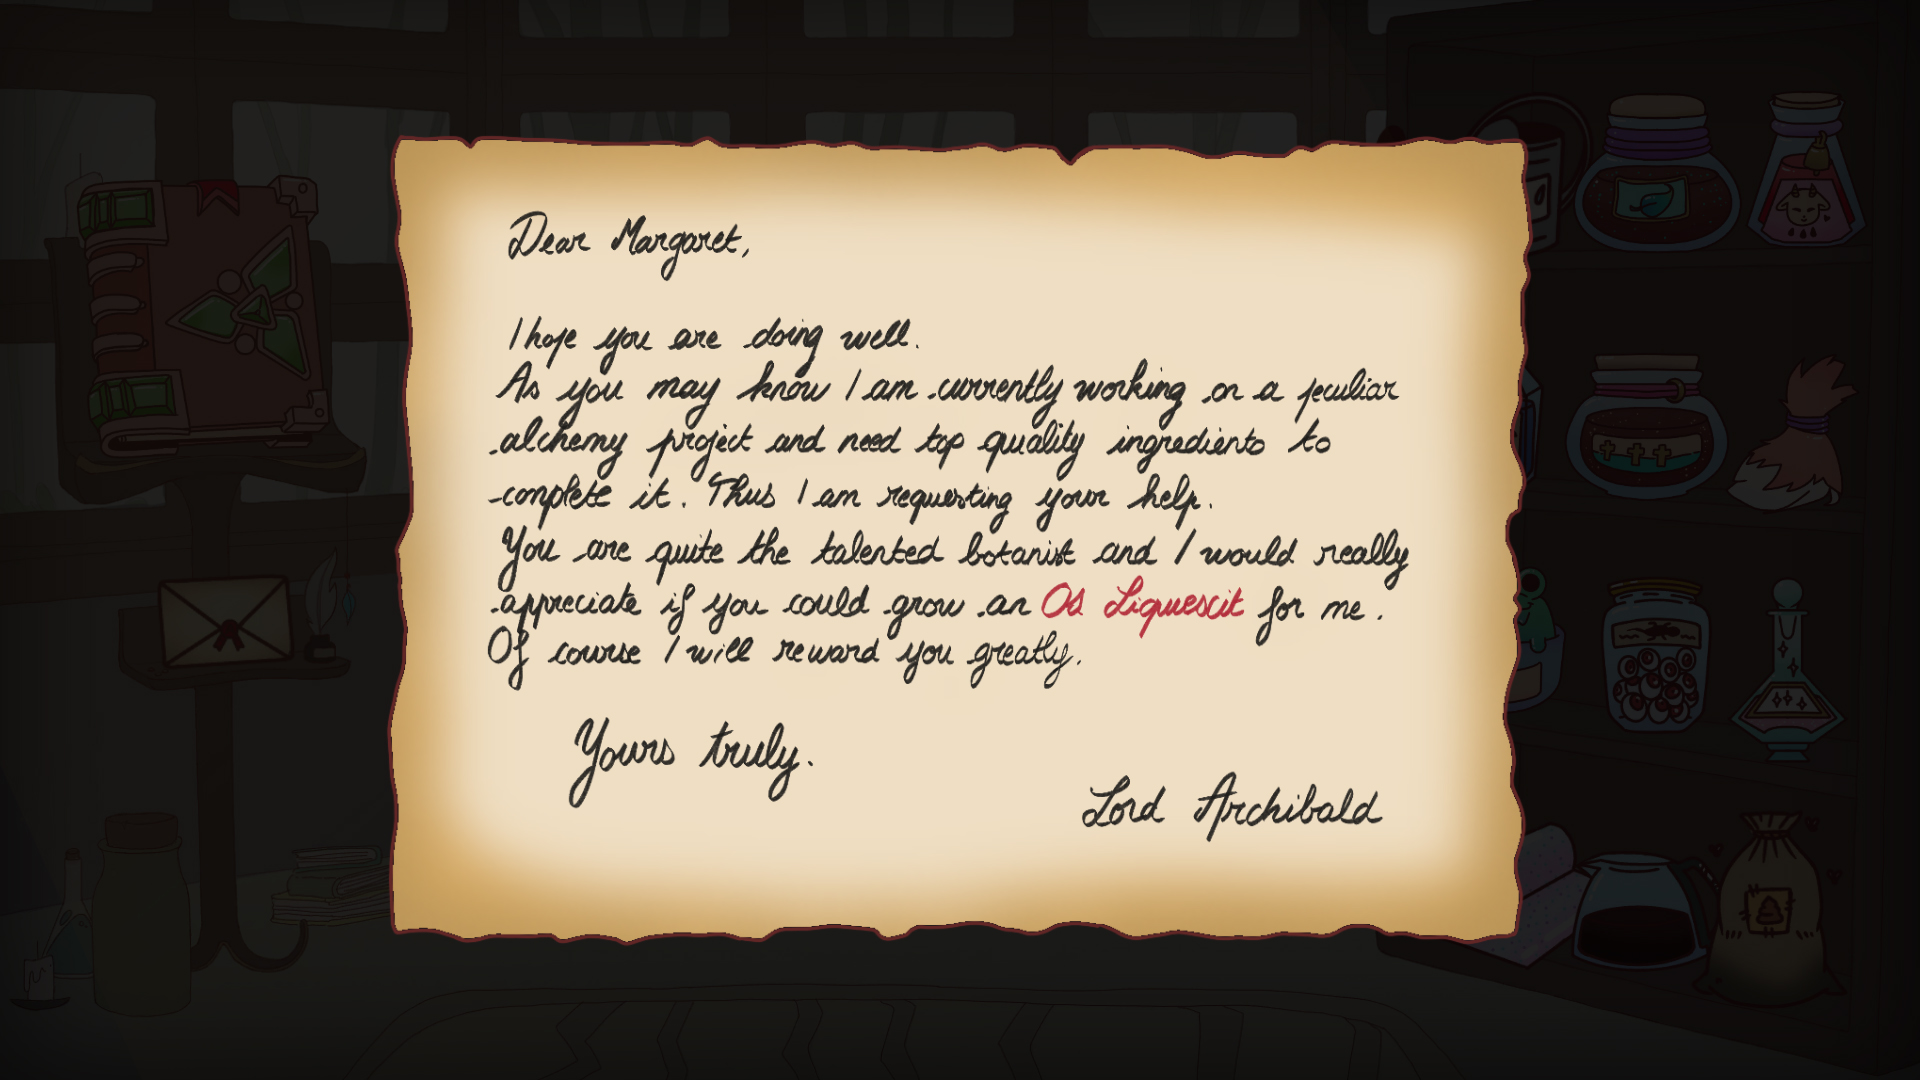 Dear Margaret,
I hope you are doing well.
As you may know I am currently working on a peculiar
alchemy project and need top quality ingredients to
complete it. Thus I am requesting your help.
You are quite the talented botanist and I would really
appreciate if you could grow an Os Liquescit for me.
Of course I will reward you greatly.
Yours truly.
Lord Archibald